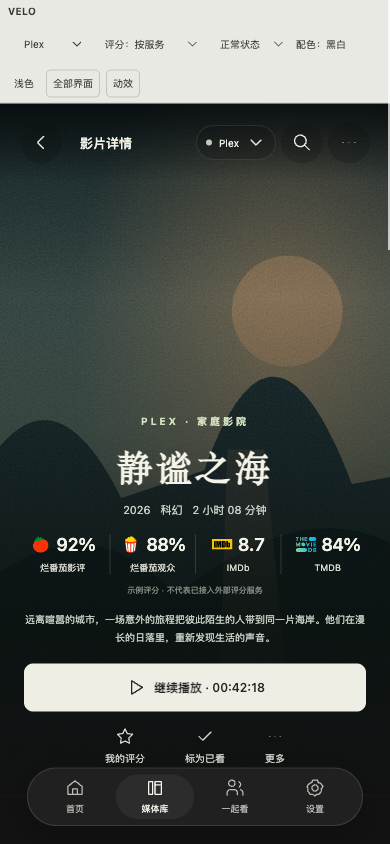 VELO
Plex 评分：按服务 正常状态 配色：黑白
浅色 全部界面 动效
影片详情 Plex
PLEX · 家庭影院
静谧之海
2026 科幻 2 小时 08 分钟
92% 88% IMDb 8.7 THE MOVIE DB 84%
烂番茄影评 烂番茄观众 IMDb TMDB
示例评分 · 不代表已接入外部评分服务
远离喧嚣的城市，一场意外的旅程把彼此陌生的人带到同一片海岸。他们在漫
长的日落里，重新发现生活的声音。
继续播放 · 00:42:18
我的评分 标为已看 更多
首页 媒体库 一起看 设置